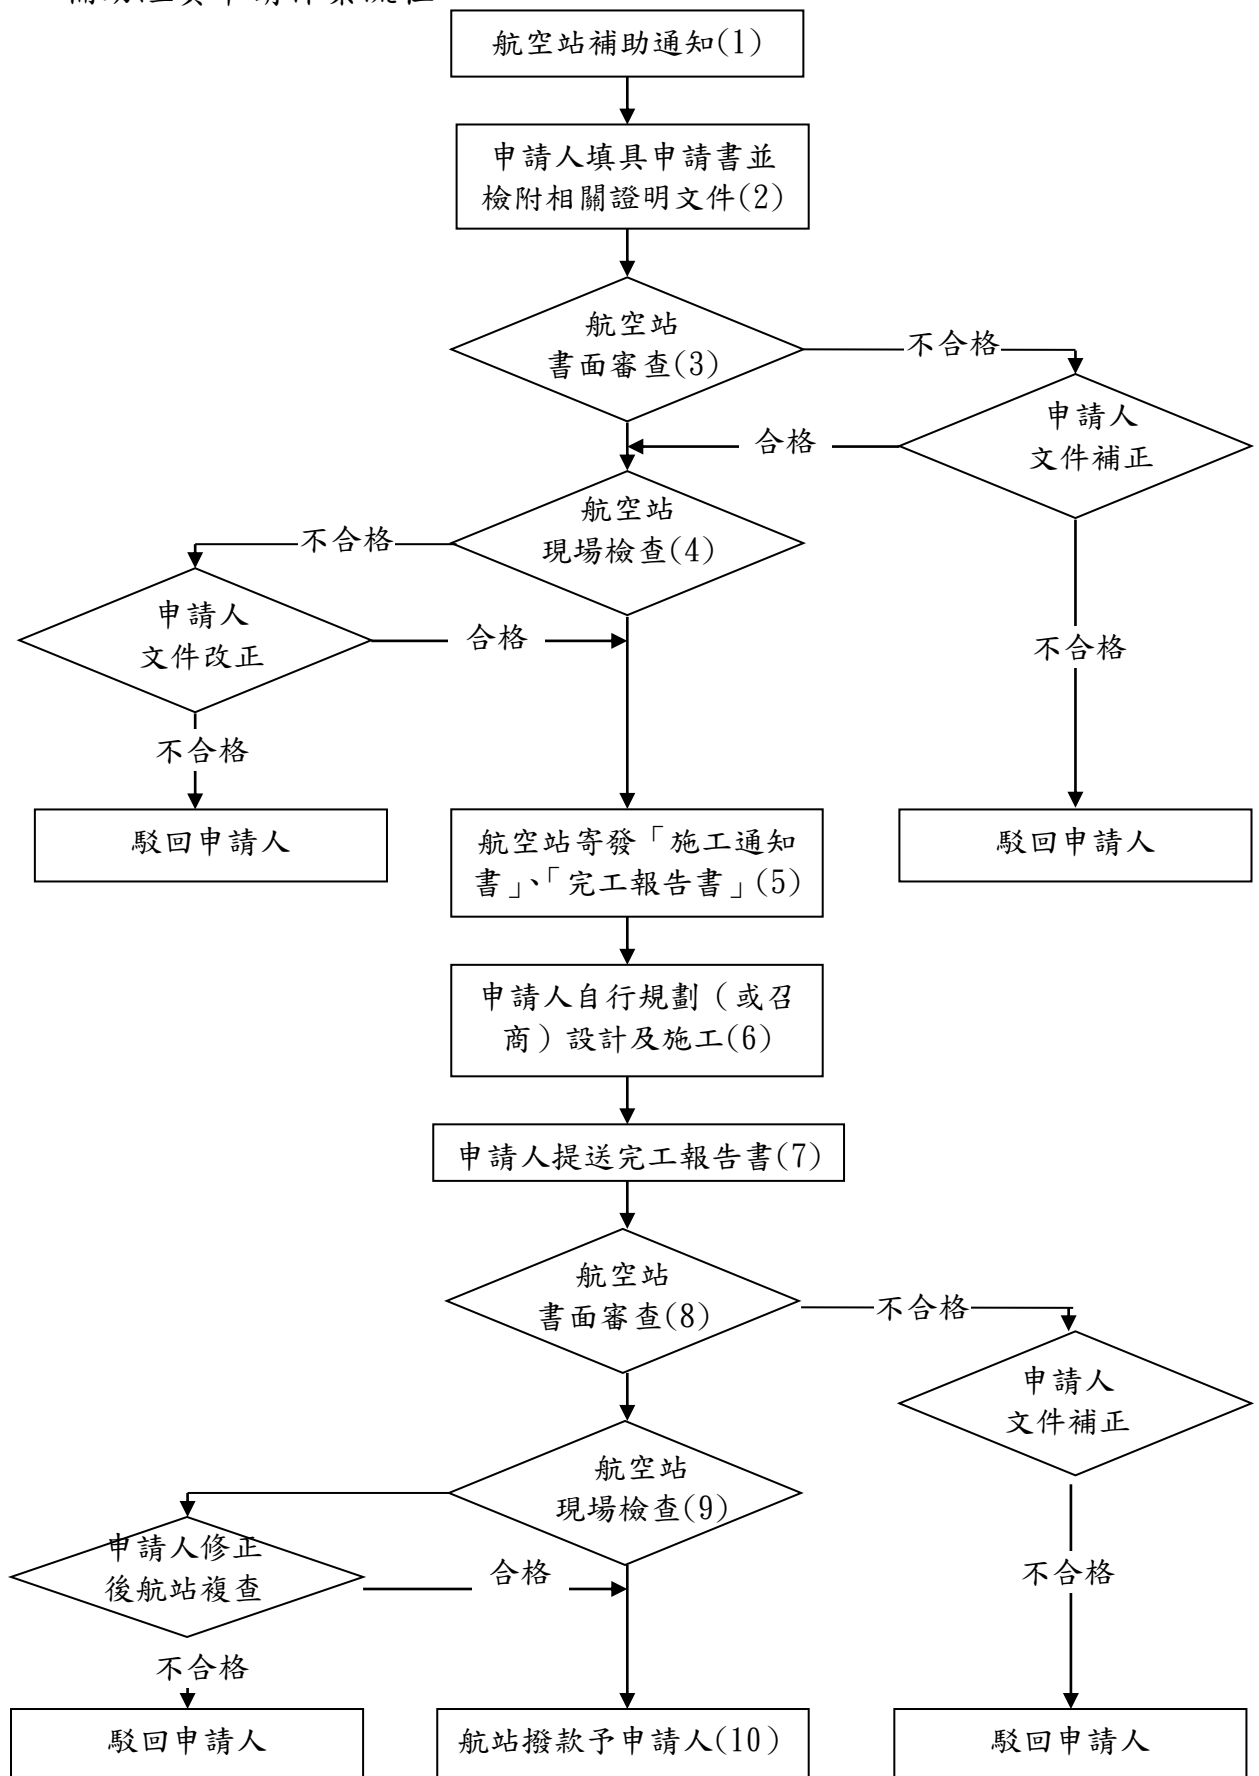 航空站補助通知(1)
申請人填具申請書並
檢附相關證明文件(2)
航空站
書面審查(3)
不合格
申請人
文件補正
合格
航空站
現場檢查(4)
不合格
申請人
文件改正
合格
不合格
不合格
駁回申請人
航空站寄發「施工通知
書」、「完工報告書」(5)
駁回申請人
申請人自行規劃（或召
商）設計及施工(6)
申請人提送完工報告書(7)
航空站
書面審查(8)
不合格
申請人
文件補正
航空站
現場檢查(9)
申請人修正
後航站複查
合格
不合格
不合格
駁回申請人
航站撥款予申請人(10)
駁回申請人